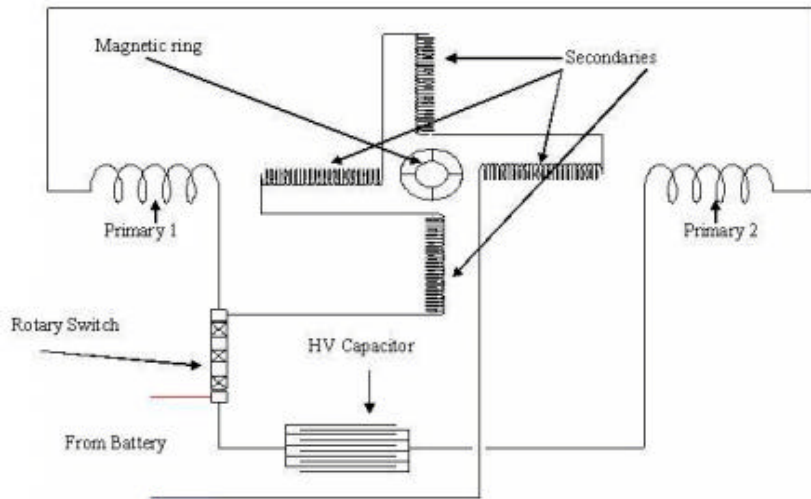 Magnetic ring
Secondaries
Primary 1
Primary 2
Rotary Switch
HV Capacitor
From Battery